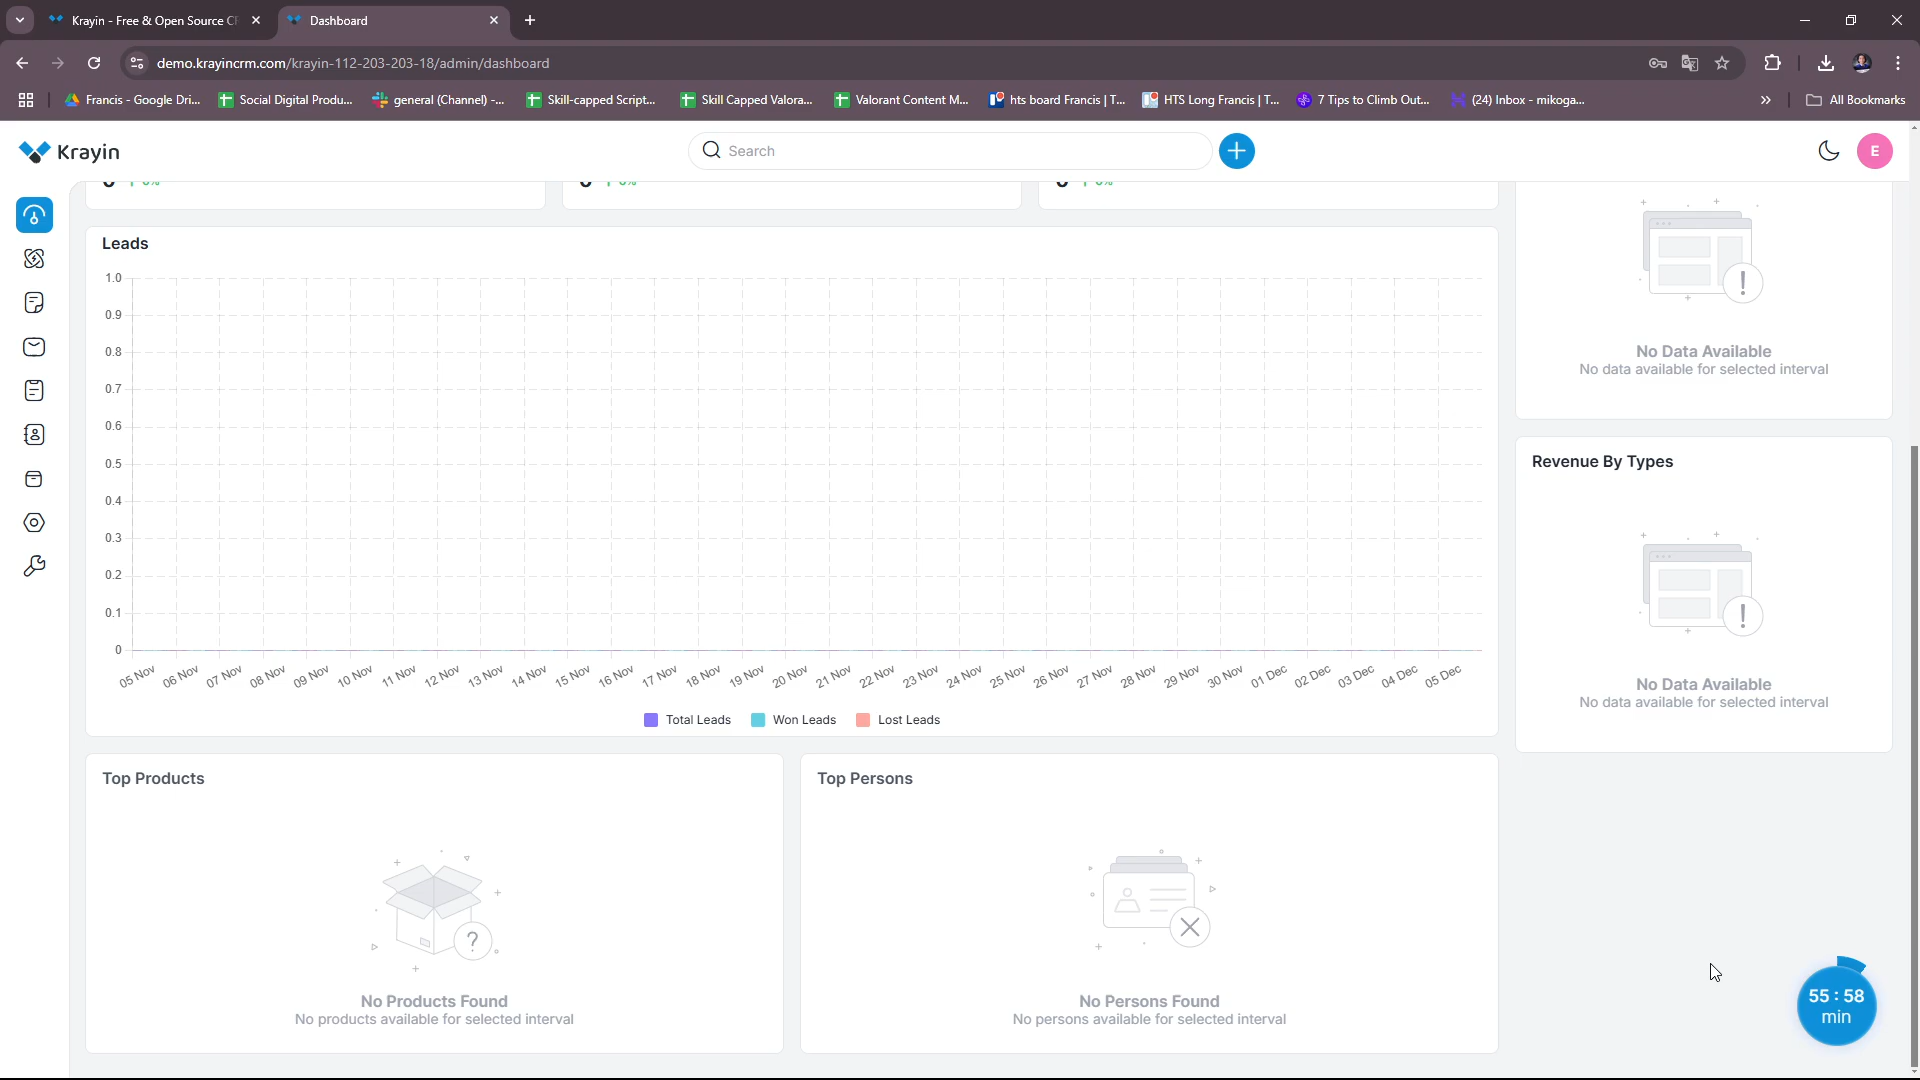 Krayin - Free & Open Source C
Dashboard
demo.krayincrm.com/krayin-112-203-203-18/admin/dashboard
Francis - Google Dri...
Social Digital Produ...
general (Channel) -...
Skill-capped Script...
Skill Capped Valora...
Valorant Content M...
hts board Francis | T...
HTS Long Francis | T...
7 Tips to Climb Out...
(24) Inbox - mikoga...
»
All Bookmarks
Krayin
Search
E
Leads
1.0
0.9
0.8
0.7
0.6
0.5
0.4
0.3
0.2
0.1
0
05 Nov
06 Nov
07 Nov
08 Nov
09 Nov
10 Nov
11 Nov
12 Nov
13 Nov
14 Nov
15 Nov
16 Nov
17 Nov
18 Nov
19 Nov
20 Nov
21 Nov
22 Nov
23 Nov
24 Nov
25 Nov
26 Nov
27 Nov
28 Nov
29 Nov
30 Nov
01 Dec
02 Dec
03 Dec
04 Dec
05 Dec
Total Leads
Won Leads
Lost Leads
No Data Available
No data available for selected interval
Revenue By Types
No Data Available
No data available for selected interval
Top Products
No Products Found
No products available for selected interval
Top Persons
No Persons Found
No persons available for selected interval
55 : 58
min